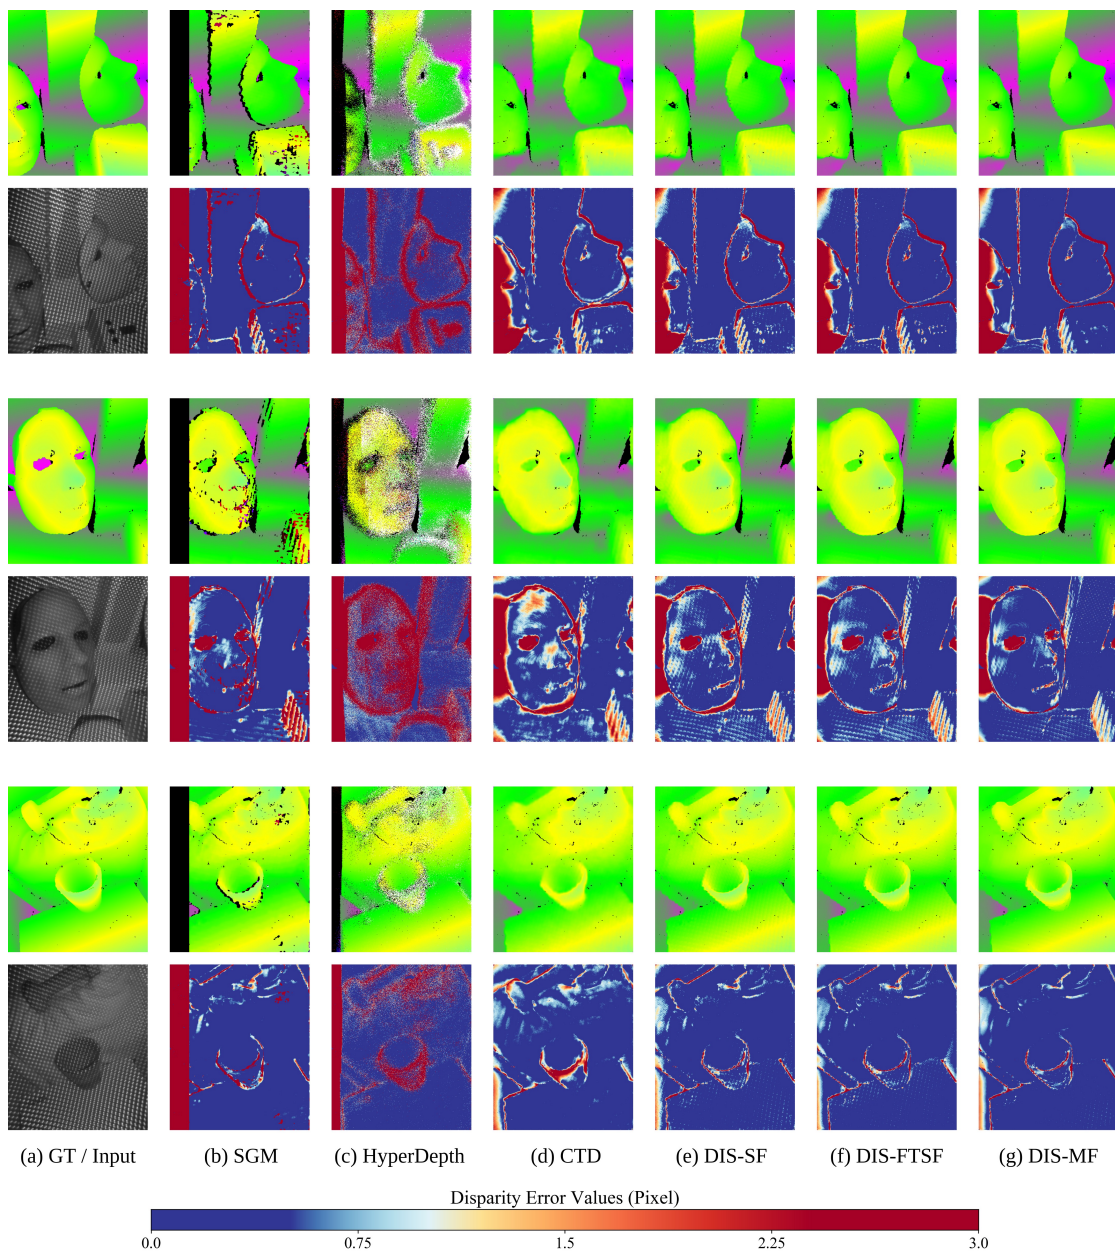 (a) GT / Input (b) SGM (c) HyperDepth (d) CTD (e) DIS-SF (f) DIS-FTSF (g) DIS-MF
Disparity Error Values (Pixel)
0.0 0.75 1.5 2.25 3.0